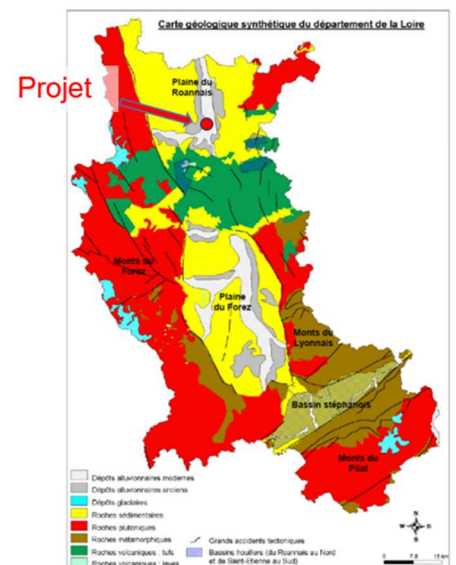 Carte géologique synthétique du département de la Loire
Projet
Plaine du
Roannais
Monts du
Forez
Plaine
du Forez
Monts du
Lyonnais
Bassin stéphanois
Monts du
Pilat
Dépôts alluvionnaires modernes
Dépôts alluvionnaires anciens
Dépôts glaciaires
Roches sédimentaires
Roches plutoniques
Roches métamorphiques
Roches volcaniques : tufs
Roches volcaniques : laves
Grands accidents tectoniques
Bassins houillers (du Roannais au Nord
et de Saint-Etienne au Sud)
N
W
E
S
0
7,5
15 km